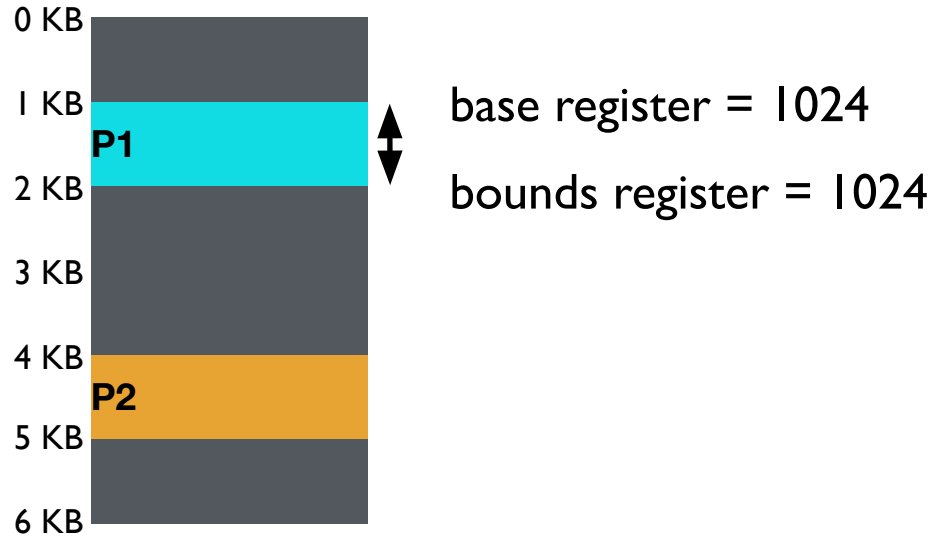 0 KB
1 KB
P1
2 KB
3 KB
4 KB
P2
5 KB
6 KB
base register = 1024
bounds register = 1024